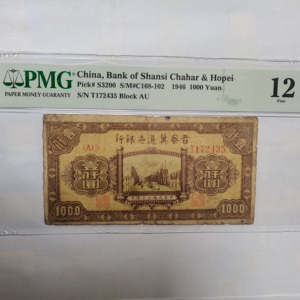 PMG
PAPER MONEY GUARANTY
China, Bank of Shansi Chahar & Hopei
Pick# S3200 S/M#C168-102 1946 1000 Yuan
S/N T172435 Block AU
12
Fine
行銀區邊冀察晉
AU
T172435
1000
1000